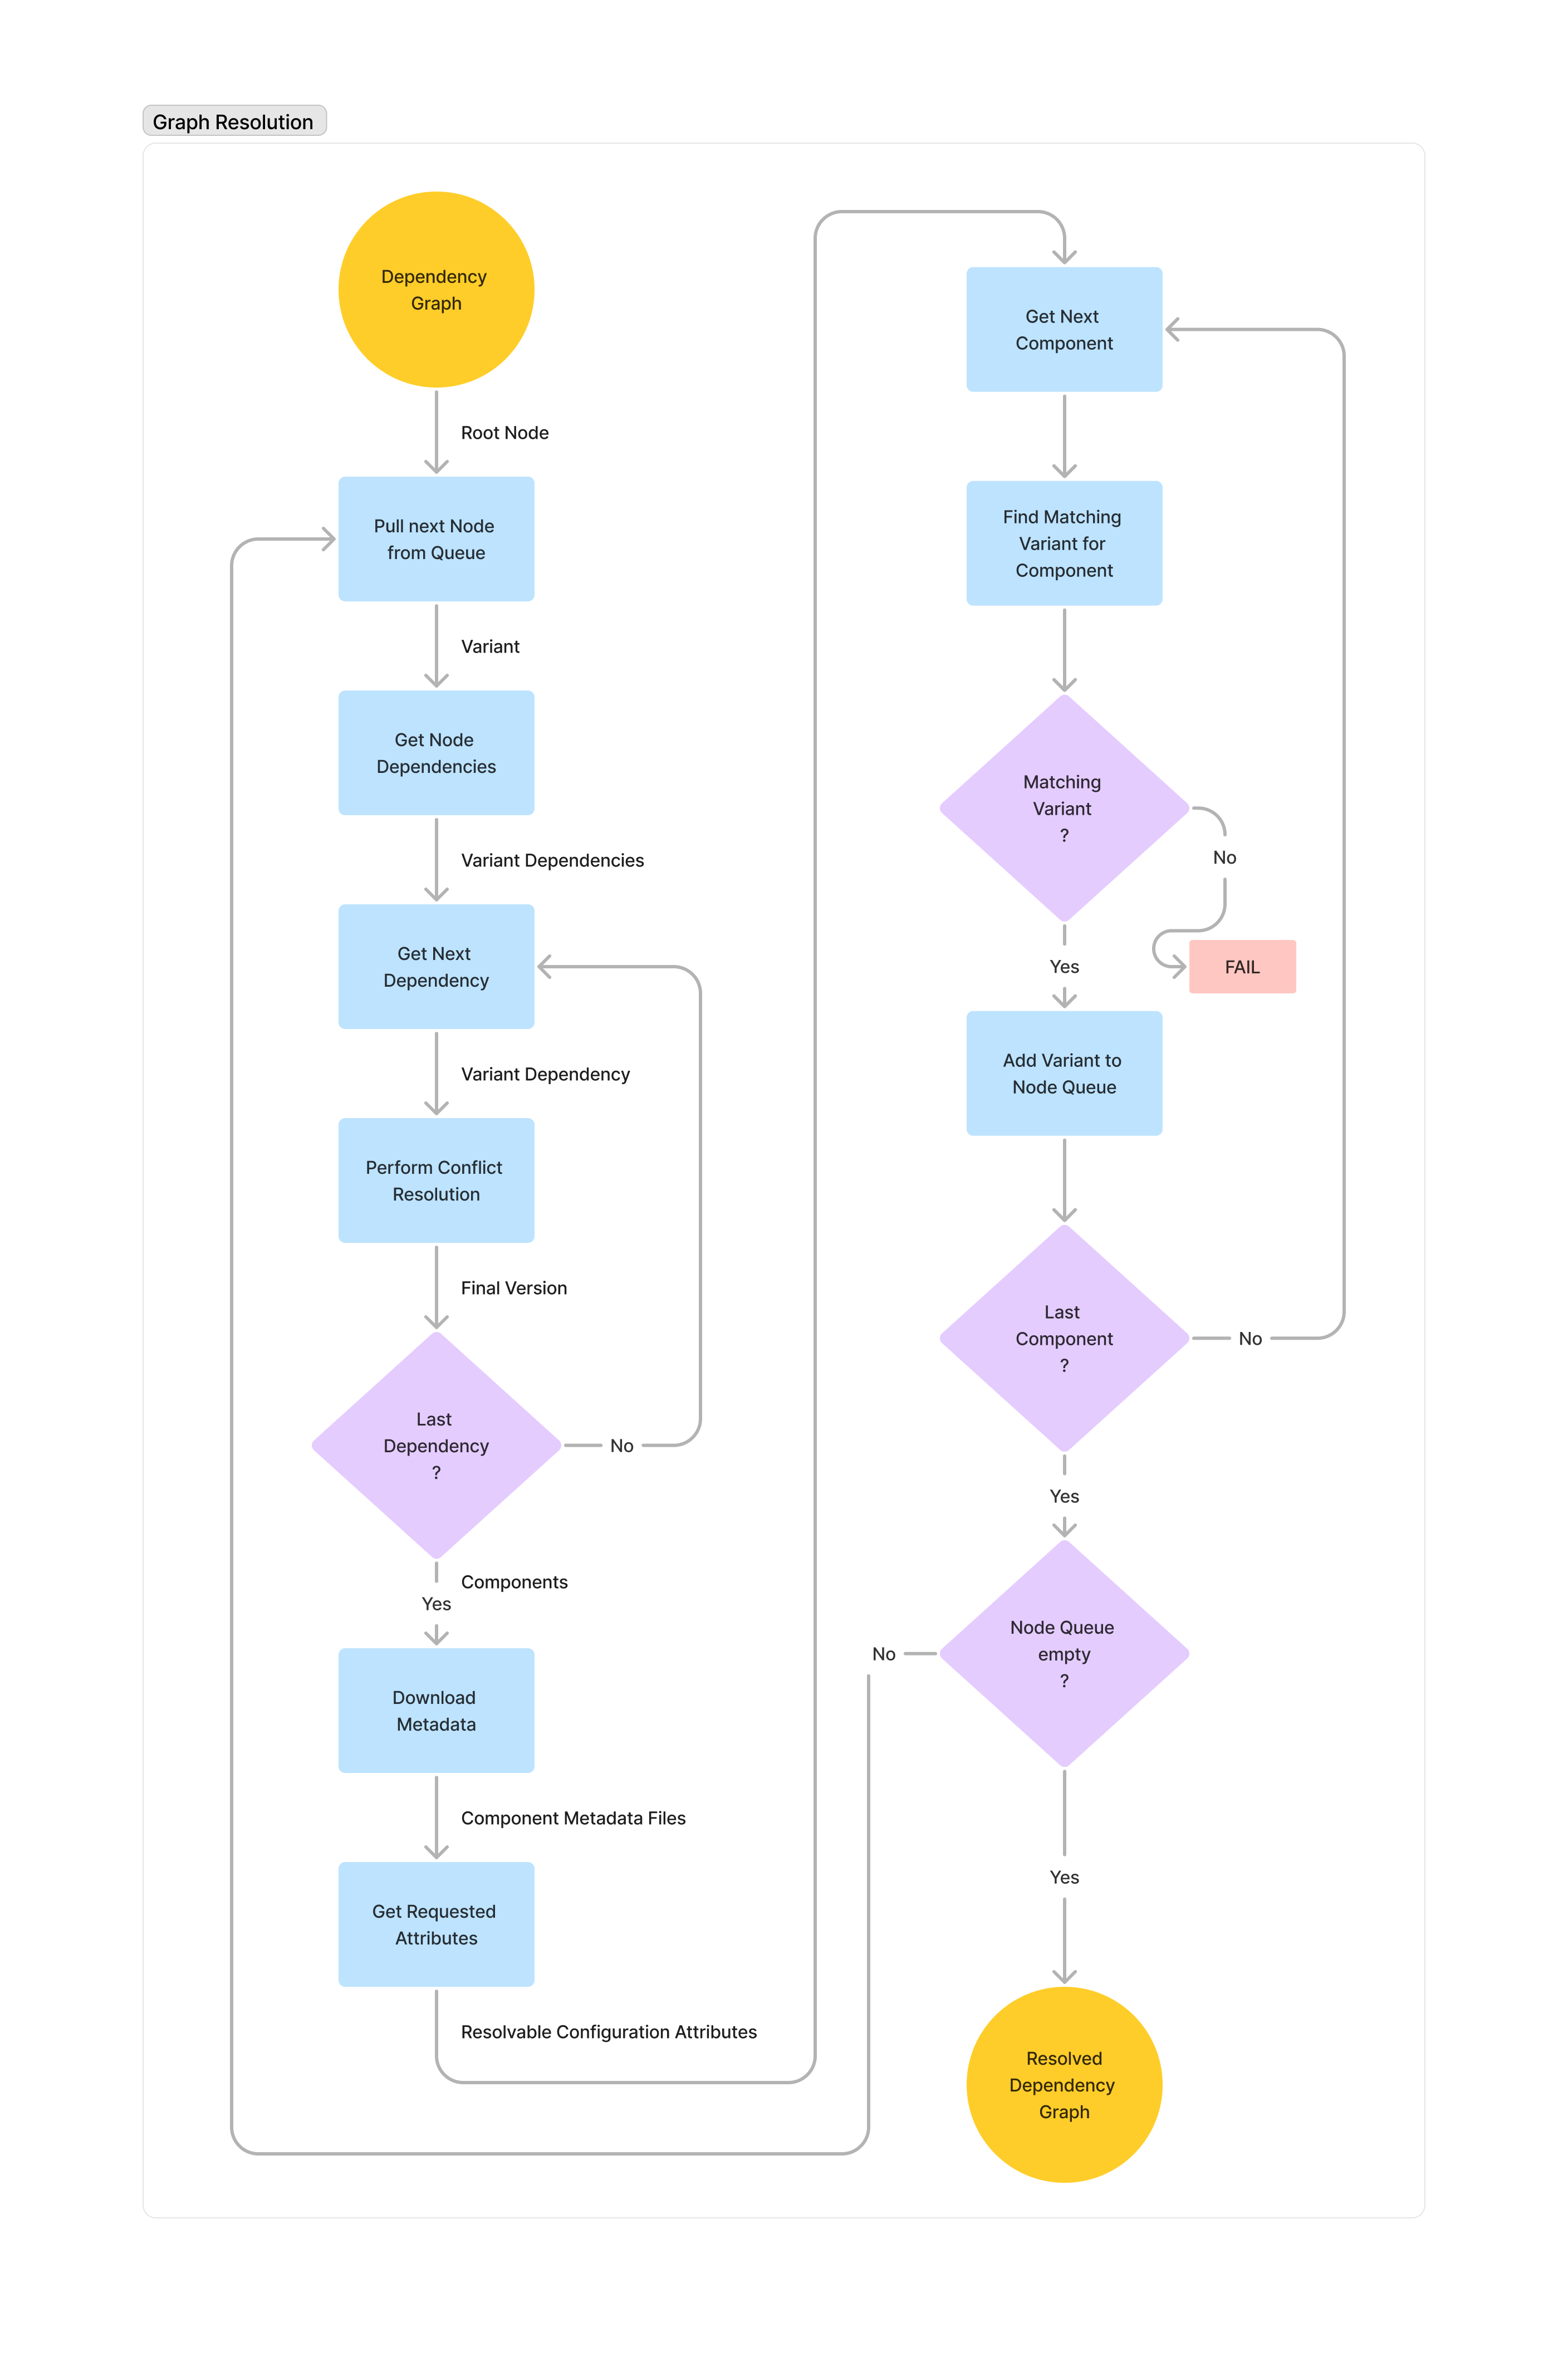 Graph Resolution
Dependency
Graph
Root Node
Pull next Node
from Queue
Variant
Get Node
Dependencies
Variant Dependencies
Get Next
Dependency
Variant Dependency
Perform Conflict
Resolution
Final Version
Last
Dependency
?
No
Components
Yes
Download
Metadata
Component Metadata Files
Get Requested
Attributes
Resolvable Configuration Attributes
Get Next
Component
Find Matching
Variant for
Component
Matching
Variant
?
No
FAIL
Yes
Add Variant to
Node Queue
Last
Component
?
No
Yes
Node Queue
empty
?
No
Yes
Resolved
Dependency
Graph